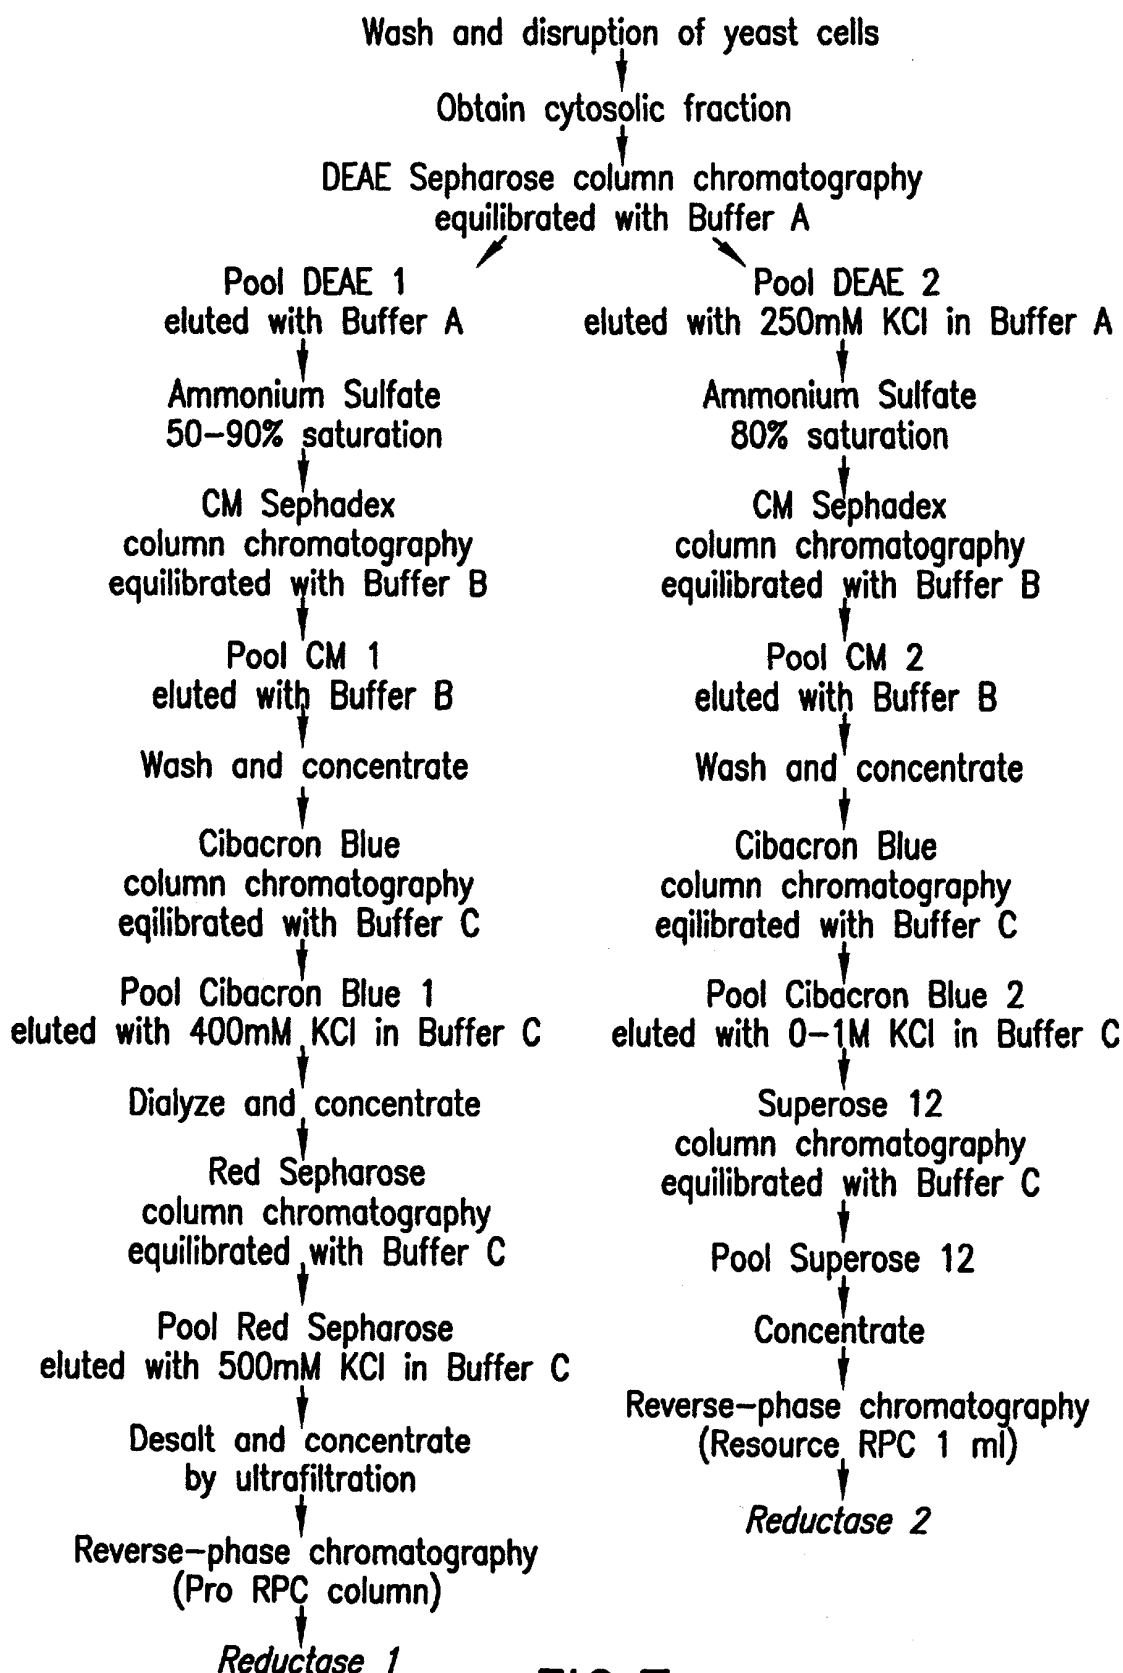 Wash and disruption of yeast cells
Obtain cytosolic fraction
DEAE Sepharose column chromatography
equilibrated with Buffer A
Pool DEAE 1
eluted with Buffer A
Ammonium Sulfate
50–90% saturation
CM Sephadex
column chromatography
equilibrated with Buffer B
Pool CM 1
eluted with Buffer B
Wash and concentrate
Cibacron Blue
column chromatography
eqilibrated with Buffer C
Pool Cibacron Blue 1
eluted with 400mM KCl in Buffer C
Dialyze and concentrate
Red Sepharose
column chromatography
equilibrated with Buffer C
Pool Red Sepharose
eluted with 500mM KCl in Buffer C
Desalt and concentrate
by ultrafiltration
Reverse–phase chromatography
(Pro RPC column)
Reductase 1
Pool DEAE 2
eluted with 250mM KCl in Buffer A
Ammonium Sulfate
80% saturation
CM Sephadex
column chromatography
equilibrated with Buffer B
Pool CM 2
eluted with Buffer B
Wash and concentrate
Cibacron Blue
column chromatography
eqilibrated with Buffer C
Pool Cibacron Blue 2
eluted with 0–1M KCl in Buffer C
Superose 12
column chromatography
equilibrated with Buffer C
Pool Superose 12
Concentrate
Reverse–phase chromatography
(Resource RPC 1 ml)
Reductase 2